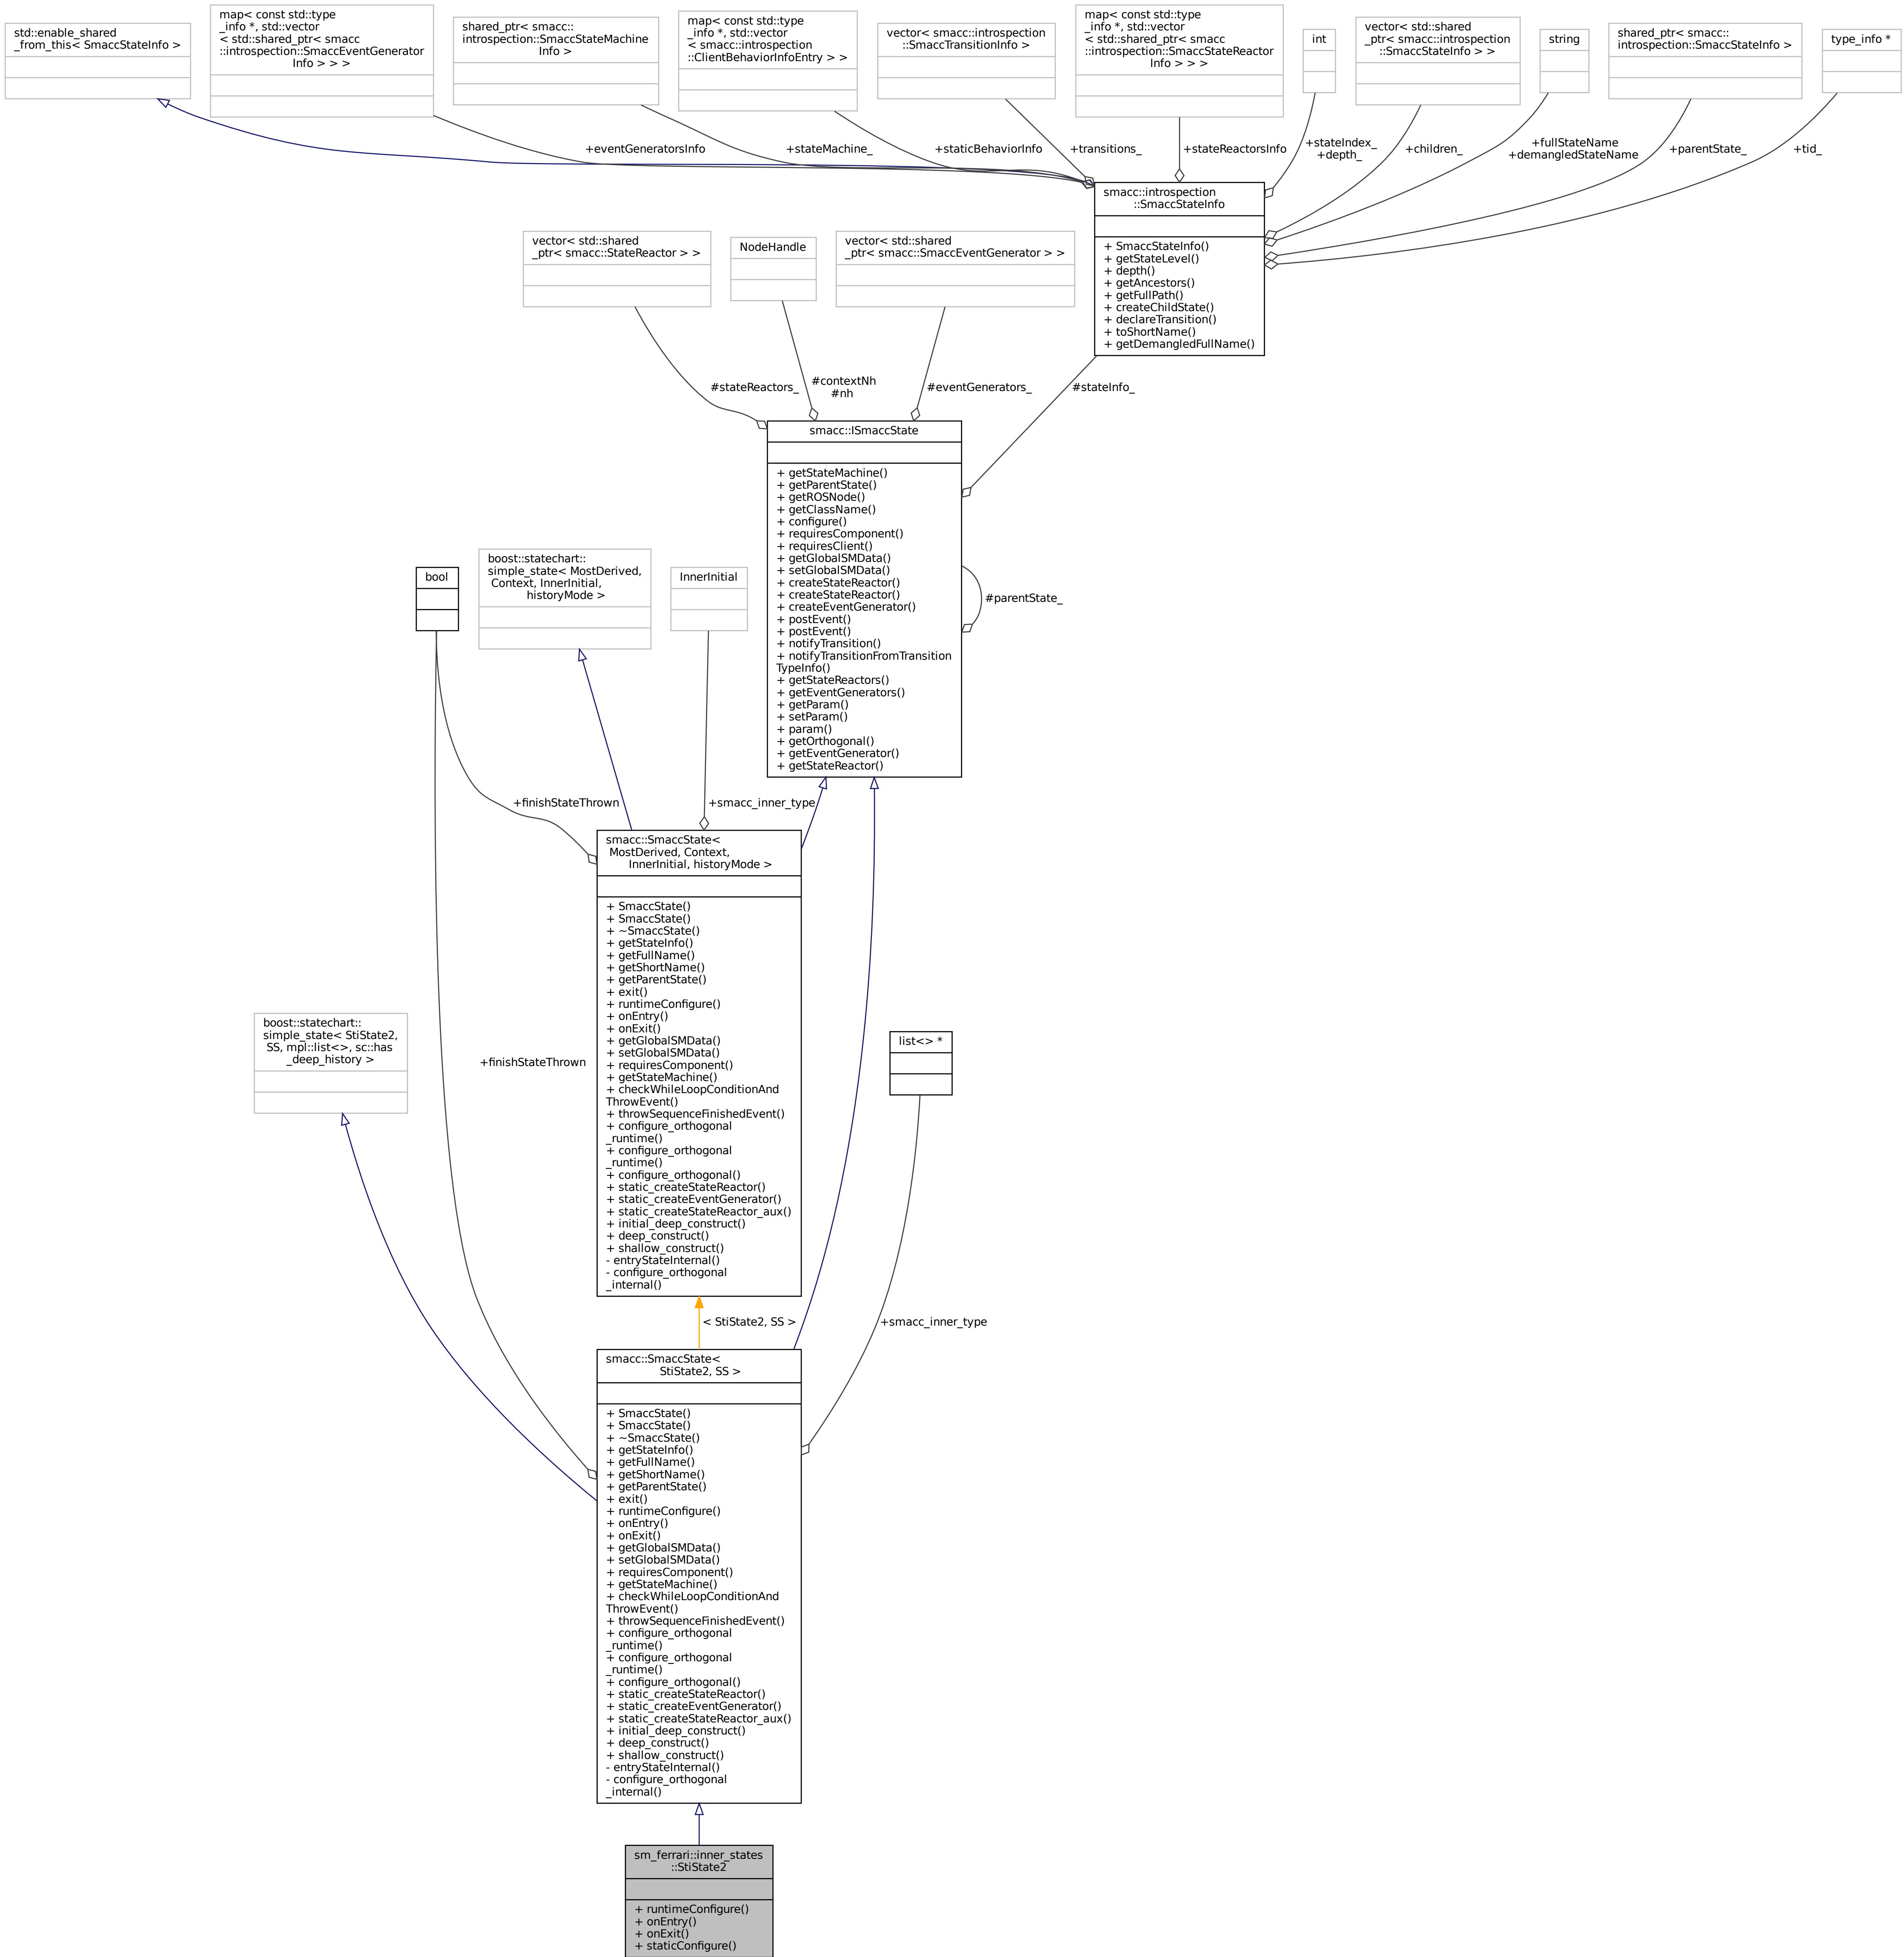 std::enable_shared
_from_this< SmaccStateInfo >
map< const std::type
_info *, std::vector
< std::shared_ptr< smacc
::introspection::SmaccEventGenerator
Info > > >
shared_ptr< smacc::
introspection::SmaccStateMachine
Info >
map< const std::type
_info *, std::vector
< smacc::introspection
::ClientBehaviorInfoEntry > >
vector< smacc::introspection
::SmaccTransitionInfo >
map< const std::type
_info *, std::vector
< std::shared_ptr< smacc
::introspection::SmaccStateReactor
Info > > >
int
vector< std::shared
_ptr< smacc::introspection
::SmaccStateInfo > >
string
shared_ptr< smacc::
introspection::SmaccStateInfo >
type_info *
+eventGeneratorsInfo
+stateMachine_
+staticBehaviorInfo
+transitions_
+stateReactorsInfo
+stateIndex_
+depth_
+children_
+fullStateName
+demangledStateName
+parentState_
+tid_
smacc::introspection
::SmaccStateInfo
+ SmaccStateInfo()
+ getStateLevel()
+ depth()
+ getAncestors()
+ getFullPath()
+ createChildState()
+ declareTransition()
+ toShortName()
+ getDemangledFullName()
vector< std::shared
_ptr< smacc::StateReactor > >
NodeHandle
vector< std::shared
_ptr< smacc::SmaccEventGenerator > >
#stateReactors_
#contextNh
#nh
#eventGenerators_
#stateInfo_
smacc::ISmaccState
+ getStateMachine()
+ getParentState()
+ getROSNode()
+ getClassName()
+ configure()
+ requiresComponent()
+ requiresClient()
+ getGlobalSMData()
+ setGlobalSMData()
+ createStateReactor()
+ createStateReactor()
+ createEventGenerator()
+ postEvent()
+ postEvent()
+ notifyTransition()
+ notifyTransitionFromTransition
TypeInfo()
+ getStateReactors()
+ getEventGenerators()
+ getParam()
+ setParam()
+ param()
+ getOrthogonal()
+ getEventGenerator()
+ getStateReactor()
#parentState_
bool
boost::statechart::
simple_state< MostDerived,
Context, InnerInitial,
historyMode >
InnerInitial
+finishStateThrown
+smacc_inner_type
smacc::SmaccState<
MostDerived, Context,
InnerInitial, historyMode >
+ SmaccState()
+ SmaccState()
+ ~SmaccState()
+ getStateInfo()
+ getFullName()
+ getShortName()
+ getParentState()
+ exit()
+ runtimeConfigure()
+ onEntry()
+ onExit()
+ getGlobalSMData()
+ setGlobalSMData()
+ requiresComponent()
+ getStateMachine()
+ checkWhileLoopConditionAnd
ThrowEvent()
+ throwSequenceFinishedEvent()
+ configure_orthogonal
_runtime()
+ configure_orthogonal
_runtime()
+ configure_orthogonal()
+ static_createStateReactor()
+ static_createEventGenerator()
+ static_createStateReactor_aux()
+ initial_deep_construct()
+ deep_construct()
+ shallow_construct()
- entryStateInternal()
- configure_orthogonal
_internal()
boost::statechart::
simple_state< StiState2,
SS, mpl::list<>, sc::has
_deep_history >
+finishStateThrown
list<> *
< StiState2, SS >
+smacc_inner_type
smacc::SmaccState<
StiState2, SS >
+ SmaccState()
+ SmaccState()
+ ~SmaccState()
+ getStateInfo()
+ getFullName()
+ getShortName()
+ getParentState()
+ exit()
+ runtimeConfigure()
+ onEntry()
+ onExit()
+ getGlobalSMData()
+ setGlobalSMData()
+ requiresComponent()
+ getStateMachine()
+ checkWhileLoopConditionAnd
ThrowEvent()
+ throwSequenceFinishedEvent()
+ configure_orthogonal
_runtime()
+ configure_orthogonal
_runtime()
+ configure_orthogonal()
+ static_createStateReactor()
+ static_createEventGenerator()
+ static_createStateReactor_aux()
+ initial_deep_construct()
+ deep_construct()
+ shallow_construct()
- entryStateInternal()
- configure_orthogonal
_internal()
sm_ferrari::inner_states
::StiState2
+ runtimeConfigure()
+ onEntry()
+ onExit()
+ staticConfigure()